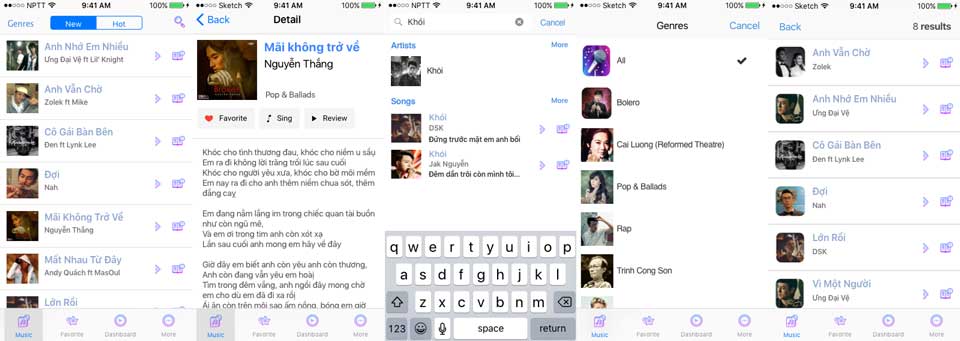 NPTT 9:41 AM 100%
Genres New Hot
Anh Nhớ Em Nhiều
Ưng Đại Vệ ft Lil' Knight
Anh Vẫn Chờ
Zolek ft Mike
Cô Gái Bàn Bên
Đen ft Lynk Lee
Đợi
Nah
Mãi Không Trở Về
Nguyễn Thắng
Mất Nhau Từ Đây
Andy Quách ft MasOul
Lớn Rồi
Music Favorite Dashboard More
Sketch 9:41 AM 100%
Back Detail
Mãi không trở về
Nguyễn Thắng
Pop & Ballads
Favorite Sing Review
Khóc cho tình thương đau, khóc cho niềm u sầu
Em ra đi không lời trăng trối lúc sau cuối
Khóc cho người yêu xưa, khóc cho bờ môi mềm
Em nay ra đi cho anh thêm niềm chua sót, thêm
đắng cay
Em đang nằm lắng im trong chiếc quan tài buồn
như còn ngủ mê,
Và em ơi trong tim anh còn xót xạ
Lần sau cuối anh mong em hãy về đây
Giờ đây em biết anh còn yêu anh còn thương,
Anh còn đang vẫn yêu em hoài
Tìm trong đêm vắng, anh ngồi đây mong chờ
em cho dù em đã đi xa rồi
Ái ân còn trên môi sao ấm nồng, bóng em giờ
Music Favorite Dashboard More
NPTT 9:41 AM 100%
Khói Cancel
Artists More
Khói
Songs More
Khói
DSK
Đừng trước mặt em anh bối
Khói
Jak Nguyễn
Đêm dần trôi còn mình tôi...
q w e r t y u i o p
a s d f g h j k l
z x c v b n m
123 space return
Sketch 9:41 AM 100%
Genres Cancel
All
Bolero
Cai Luong (Reformed Theatre)
Pop & Ballads
Rap
Trinh Cong Son
Music Favorite Dashboard More
Sketch 9:41 AM 100%
Back 8 results
Anh Vẫn Chờ
Zolek
Anh Nhớ Em Nhiều
Ưng Đại Vệ
Cô Gái Bàn Bên
Đen ft Lynk Lee
Đợi
Nah
Lớn Rồi
DSK
Vì Một Người
Ưng Đại Vệ
Music Favorite Dashboard More